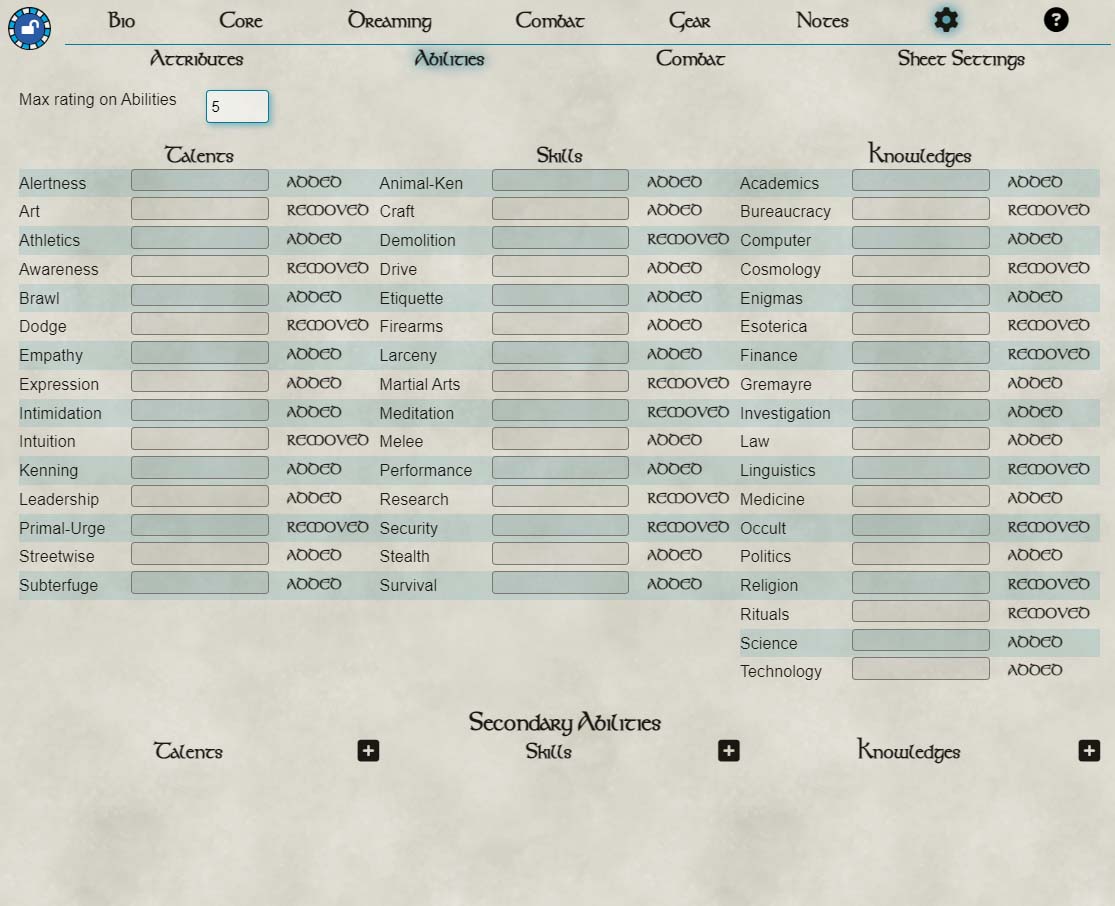 Bio Core Dreaming Combat Gear Notes ?
Attributes Abilities Combat Sheet Settings
Max rating on Abilities 5
Talents Skills Knowledges
Alertness ADDED Animal-Ken ADDED Academics ADDED
Art REMOVED Craft ADDED Bureaucracy REMOVED
Athletics ADDED Demolition REMOVED Computer ADDED
Awareness REMOVED Drive ADDED Cosmology REMOVED
Brawl ADDED Etiquette ADDED Enigmas ADDED
Dodge REMOVED Firearms ADDED Esoterica REMOVED
Empathy ADDED Larceny ADDED Finance REMOVED
Expression ADDED Martial Arts REMOVED Gremayre ADDED
Intimidation ADDED Meditation REMOVED Investigation ADDED
Intuition REMOVED Melee ADDED Law ADDED
Kenning ADDED Performance ADDED Linguistics REMOVED
Leadership ADDED Research REMOVED Medicine ADDED
Primal-Urge REMOVED Security REMOVED Occult REMOVED
Streetwise ADDED Stealth ADDED Politics ADDED
Subterfuge ADDED Survival ADDED Religion REMOVED
Rituals REMOVED
Science ADDED
Technology ADDED
Secondary Abilities
Talents + Skills + Knowledges +